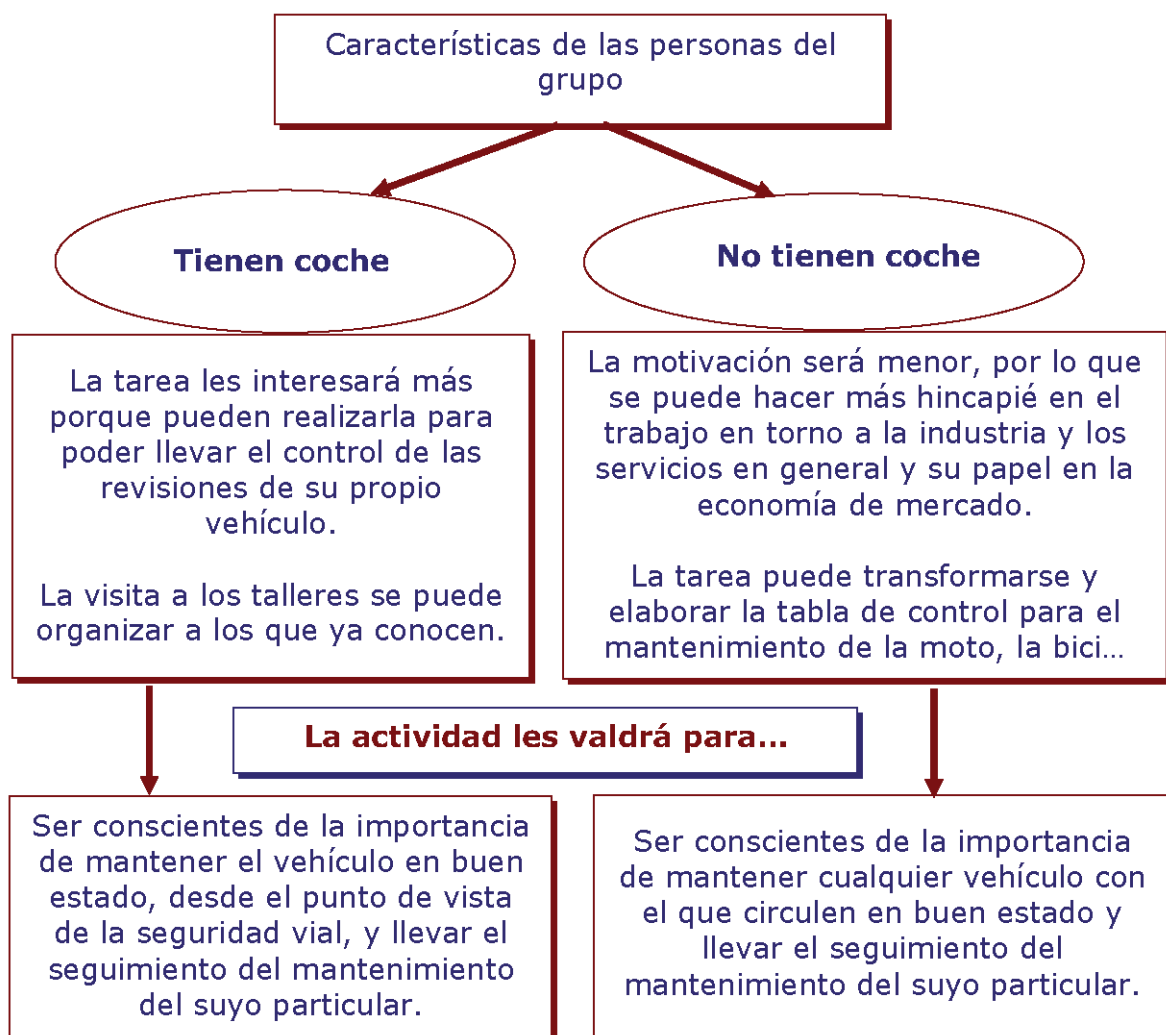 Características de las personas del
grupo
Tienen coche
No tienen coche
La tarea les interesará más
porque pueden realizarla para
poder llevar el control de las
revisiones de su propio
vehículo.
La visita a los talleres se puede
organizar a los que ya conocen.
La motivación será menor, por lo que
se puede hacer más hincapié en el
trabajo en torno a la industria y los
servicios en general y su papel en la
economía de mercado.
La tarea puede transformarse y
elaborar la tabla de control para el
mantenimiento de la moto, la bici…
La actividad les valdrá para…
Ser conscientes de la importancia
de mantener el vehículo en buen
estado, desde el punto de vista
de la seguridad vial, y llevar el
seguimiento del mantenimiento
del suyo particular.
Ser conscientes de la importancia
de mantener cualquier vehículo con
el que circulen en buen estado y
llevar el seguimiento del
mantenimiento del suyo particular.